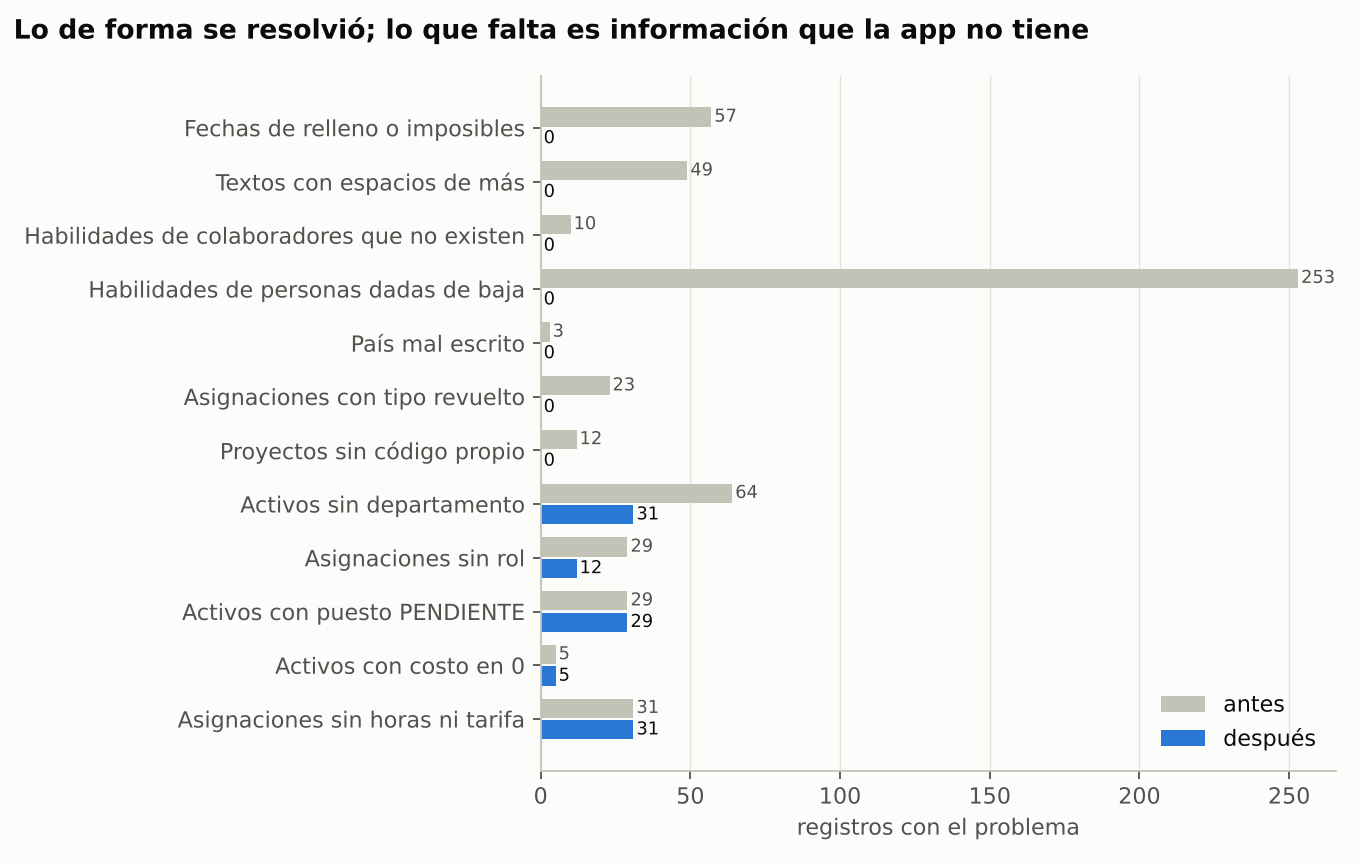 Lo de forma se resolvió; lo que falta es información que la app no tiene
Fechas de relleno o imposibles
57
0
Textos con espacios de más
49
0
Habilidades de colaboradores que no existen
10
0
Habilidades de personas dadas de baja
253
0
País mal escrito
3
0
Asignaciones con tipo revuelto
23
0
Proyectos sin código propio
12
0
Activos sin departamento
64
31
Asignaciones sin rol
29
12
Activos con puesto PENDIENTE
29
29
Activos con costo en 0
5
5
Asignaciones sin horas ni tarifa
31
31
antes
después
0 50 100 150 200 250
registros con el problema